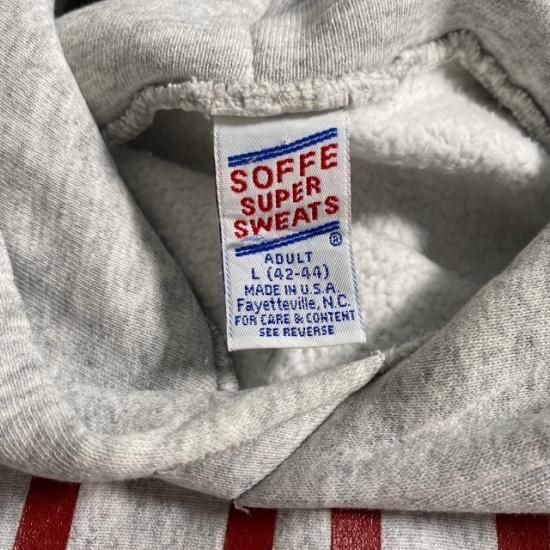 SOFFE
SUPER
SWEATS
®
ADULT
L (42-44)
MADE IN U.S.A.
Fayetteville, N.C.
FOR CARE & CONTENT
SEE REVERSE